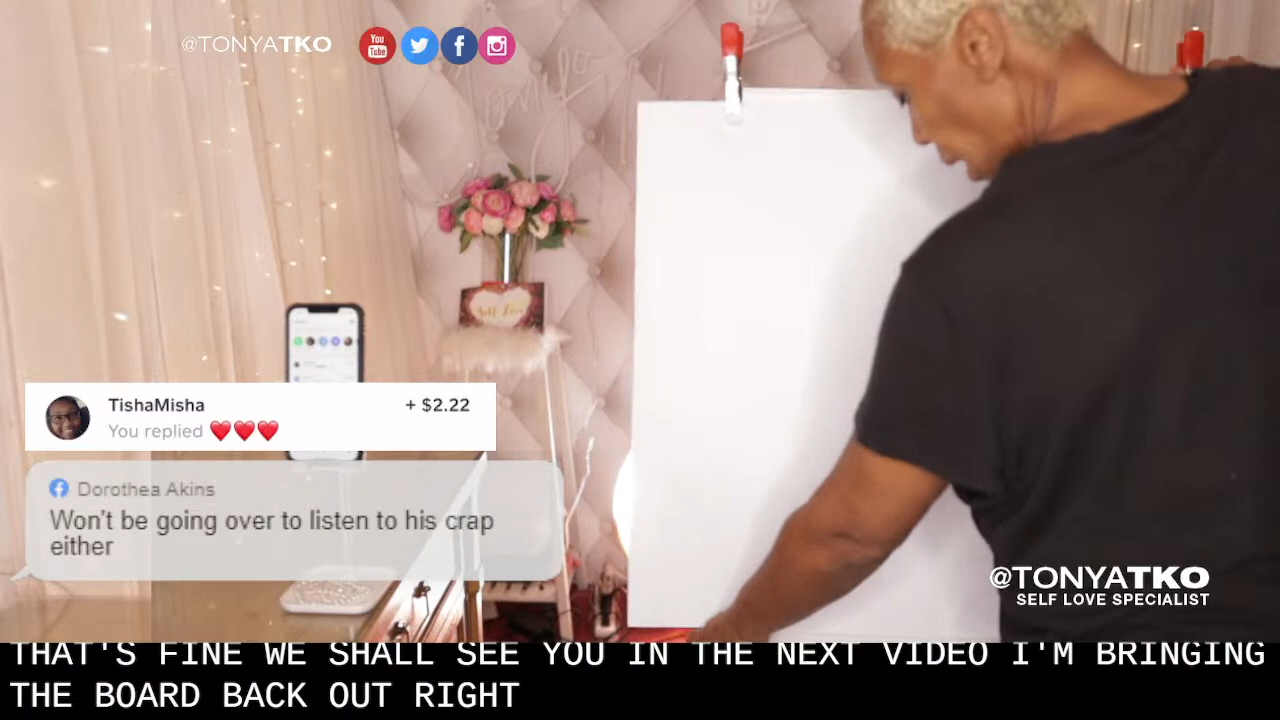 @TONYATKO
You
Tube
TishaMisha
+ $2.22
You replied ❤️❤️❤️
Dorothea Akins
Won't be going over to listen to his crap
either
@TONYATKO
SELF LOVE SPECIALIST
THAT'S FINE WE SHALL SEE YOU IN THE NEXT VIDEO I'M BRINGING
THE BOARD BACK OUT RIGHT